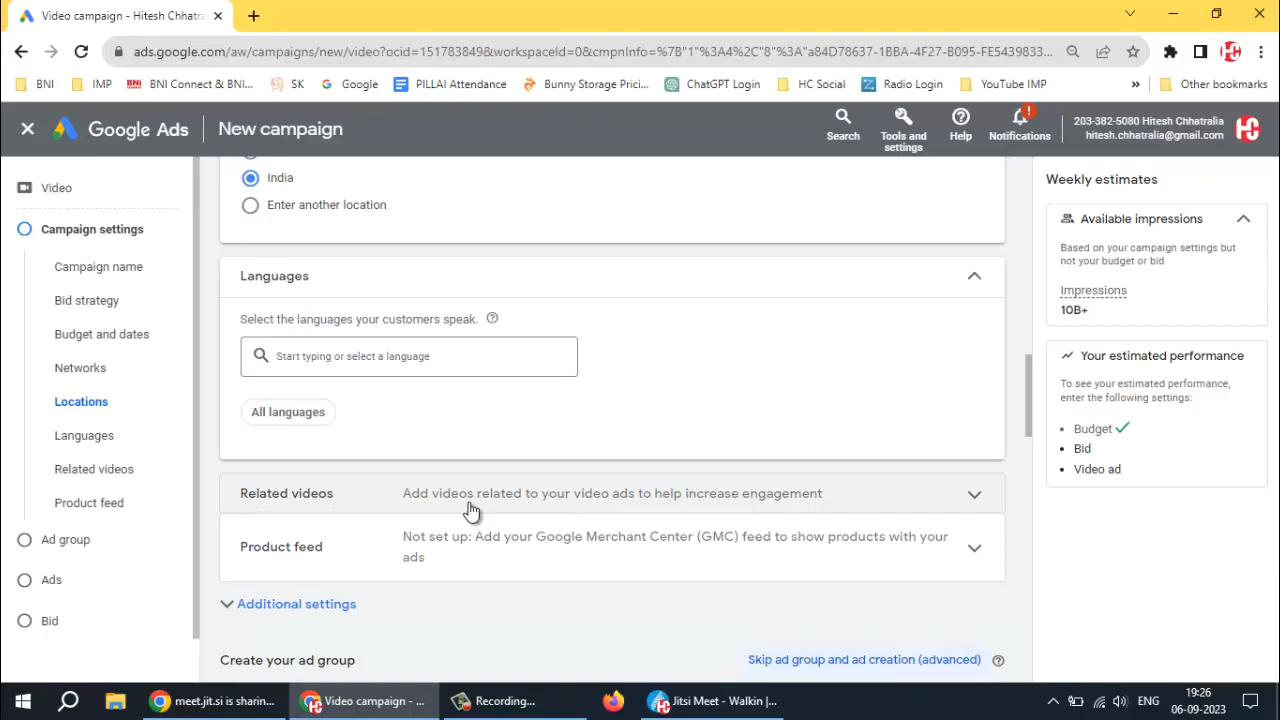 Video campaign - Hitesh Chhatra
ads.google.com/aw/campaigns/new/video?ocid=151783849&workspaceId=0&cmpnInfo=%7B"1"%3A4%2C"8"%3A"a84D78637-1BBA-4F27-B095-FE5439833...
BNI
IMP
BNI Connect & BNI...
SK
Google
PILLAI Attendance
Bunny Storage Prici...
ChatGPT Login
HC Social
Radio Login
YouTube IMP
»
Other bookmarks
Google Ads
New campaign
Search
Tools and
settings
Help
Notifications
203-382-5080 Hitesh Chhatralia
hitesh.chhatralia@gmail.com
Video
Campaign settings
Campaign name
Bid strategy
Budget and dates
Networks
Locations
Languages
Related videos
Product feed
Ad group
Ads
Bid
India
Enter another location
Languages
Select the languages your customers speak.
Start typing or select a language
All languages
Related videos
Add videos related to your video ads to help increase engagement
Product feed
Not set up: Add your Google Merchant Center (GMC) feed to show products with your
ads
Additional settings
Create your ad group
Skip ad group and ad creation (advanced)
Weekly estimates
Available impressions
Based on your campaign settings but
not your budget or bid
Impressions
10B+
Your estimated performance
To see your estimated performance,
enter the following settings:
Budget
Bid
Video ad
meet.jit.si is sharin...
Video campaign - ...
Recording...
Jitsi Meet - Walkin |...
ENG
19:26
06-09-2023